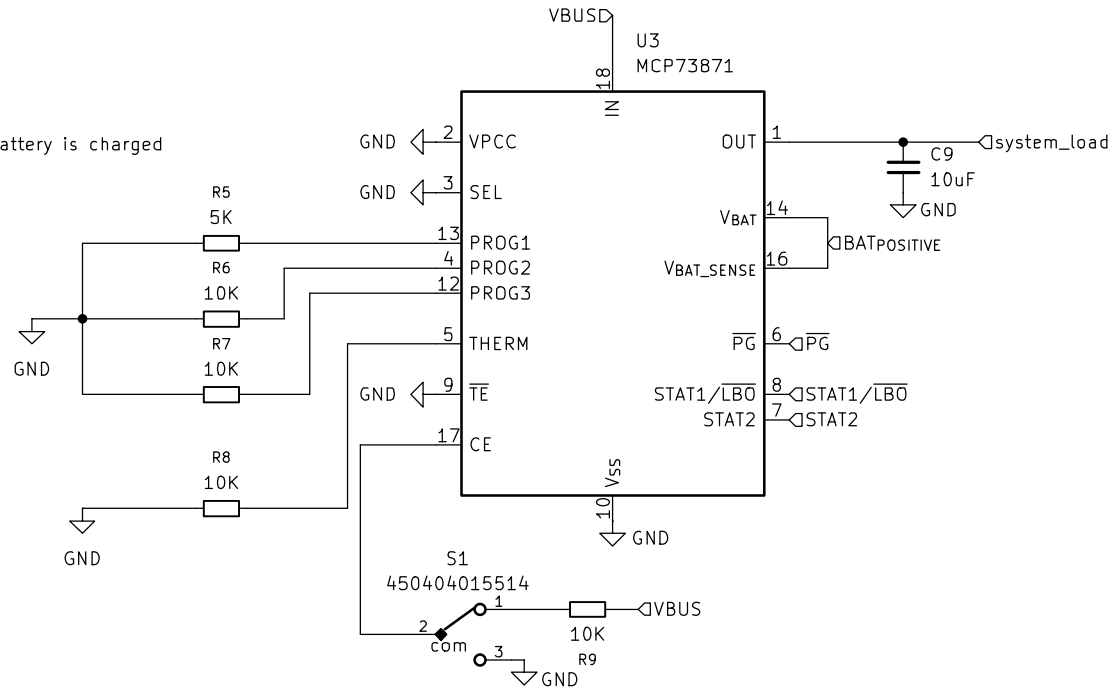 VBUS
U3
MCP73871
18
IN
attery is charged
GND
2
VPCC
OUT
1
system_load
C9
10uF
GND
GND
3
SEL
R5
5K
13
PROG1
VBAT
14
BATPOSITIVE
R6
10K
4
PROG2
VBAT_SENSE
16
12
PROG3
GND
R7
10K
5
THERM
PG
6
PG
GND
9
TE
STAT1/LBO
8
STAT1/LBO
STAT2
7
STAT2
17
CE
R8
10K
GND
Vss
10
GND
S1
450404015514
1
2
com
3
GND
VBUS
10K
R9